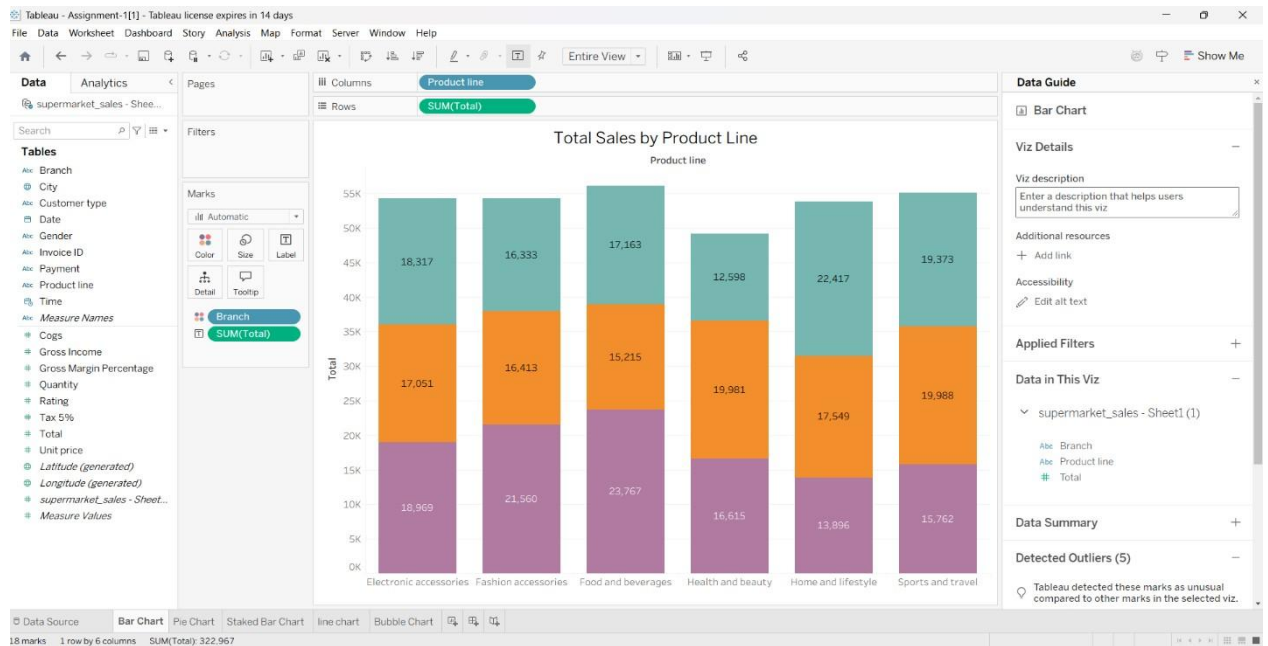 Tableau - Assignment-1[1] - Tableau license expires in 14 days
File Data Worksheet Dashboard Story Analysis Map Format Server Window Help
Entire View
Show Me
Data Analytics
supermarket_sales - Shee...
Search
Tables
Abc Branch
City
Abc Customer type
Date
Abc Gender
Abc Invoice ID
Abc Payment
Abc Product line
Time
Abc Measure Names
# Cogs
# Gross Income
# Gross Margin Percentage
# Quantity
# Rating
# Tax 5%
# Total
# Unit price
Latitude (generated)
Longitude (generated)
# supermarket_sales - Sheet...
# Measure Values
Pages
Filters
Marks
Automatic
Color Size Label
Detail Tooltip
Branch
SUM(Total)
Columns Product line
Rows SUM(Total)
Total Sales by Product Line
Product line
Total
55K
50K
45K
40K
35K
30K
25K
20K
15K
10K
5K
0K
18,317 16,333 17,163 12,598 22,417 19,373
17,051 16,413 15,215 19,981 17,549 19,988
18,969 21,560 23,767 16,615 13,896 15,762
Electronic accessories Fashion accessories Food and beverages Health and beauty Home and lifestyle Sports and travel
Data Guide
Bar Chart
Viz Details
Viz description
Enter a description that helps users
understand this viz
Additional resources
+ Add link
Accessibility
Edit alt text
Applied Filters
Data in This Viz
supermarket_sales - Sheet1 (1)
Abc Branch
Abc Product line
# Total
Data Summary
Detected Outliers (5)
Tableau detected these marks as unusual
compared to other marks in the selected viz.
Data Source Bar Chart Pie Chart Staked Bar Chart line chart Bubble Chart
18 marks 1 row by 6 columns SUM(Total): 322,967